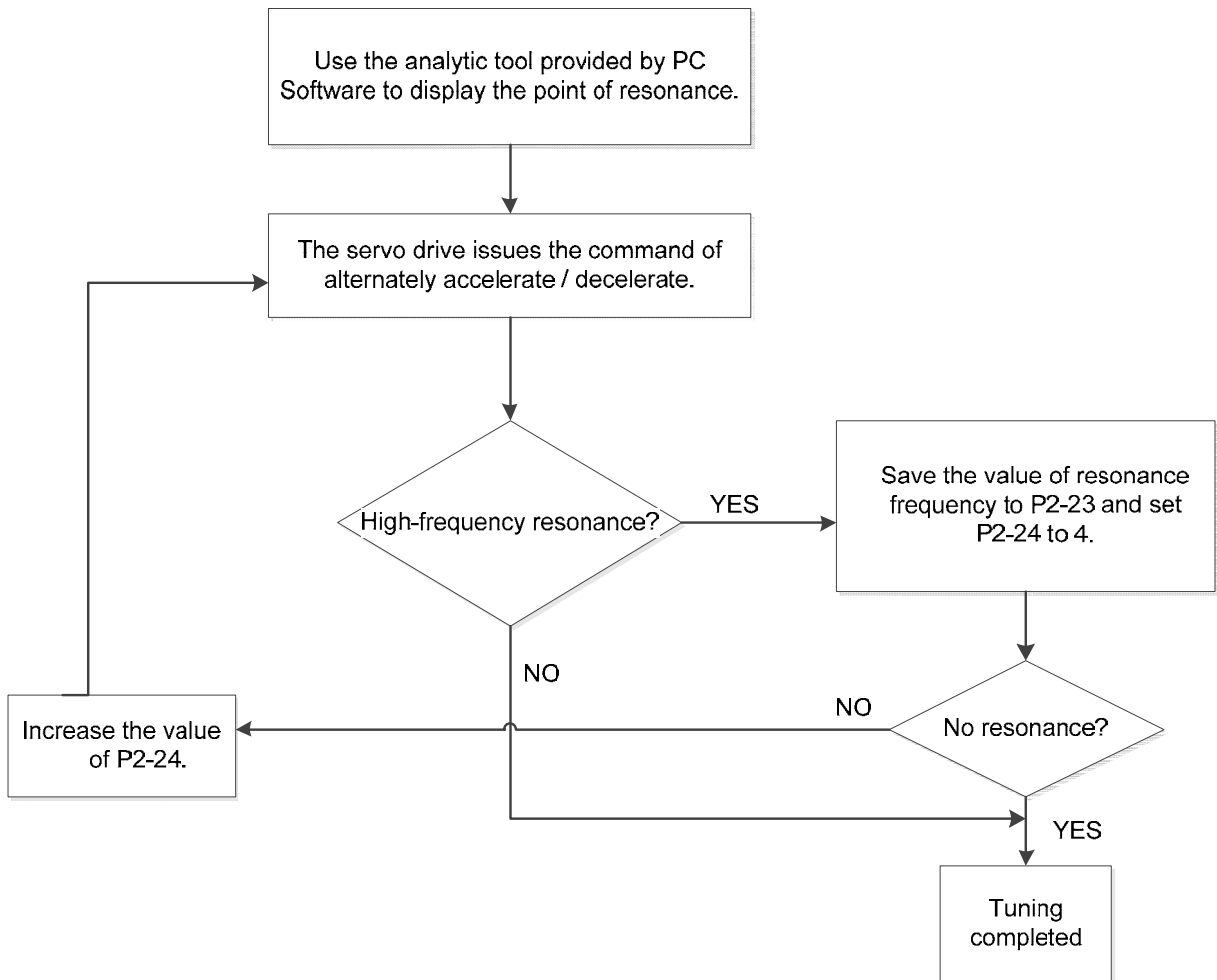 Use the analytic tool provided by PC
Software to display the point of resonance.
The servo drive issues the command of
alternately accelerate / decelerate.
High-frequency resonance?
YES
Save the value of resonance
frequency to P2-23 and set
P2-24 to 4.
NO
NO
No resonance?
Increase the value
of P2-24.
YES
Tuning
completed